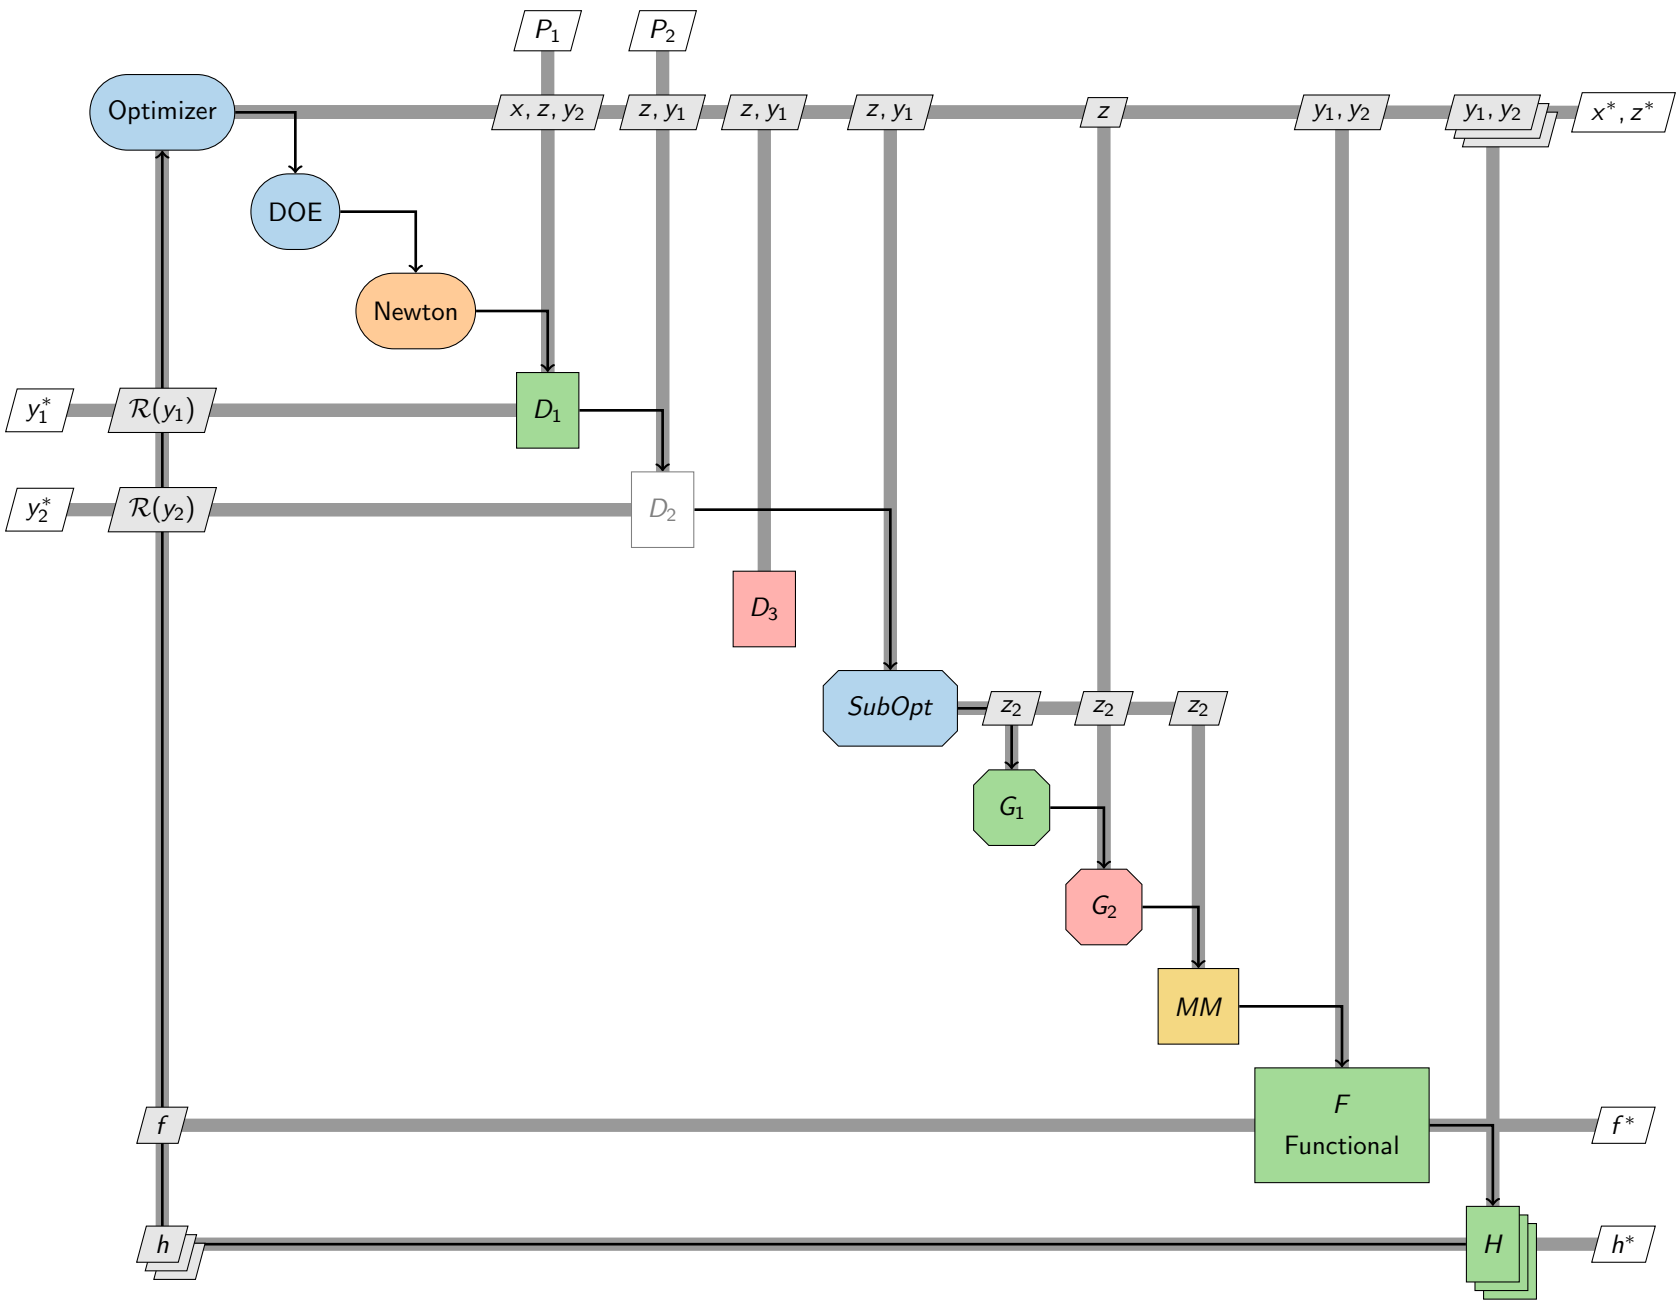 P₁ P₂
Optimizer x, z, y₂ z, y₁ z, y₁ z, y₁ z y₁, y₂ y₁, y₂ x*, z*
DOE
Newton
y₁* ℛ(y₁) D₁
y₂* ℛ(y₂) D₂
D₃
SubOpt z₂ z₂ z₂
G₁
G₂
MM
F
f Functional f*
h H h*